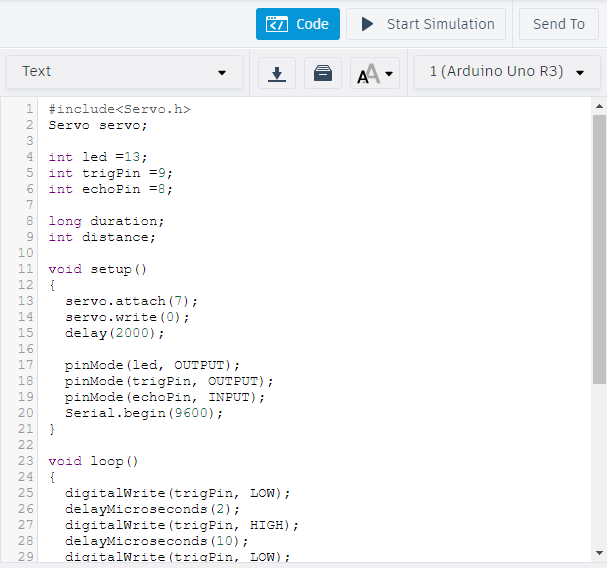 Code
Start Simulation
Send To
Text
AA
1 (Arduino Uno R3)
1 #include<Servo.h>
2 Servo servo;
3
4 int led =13;
5 int trigPin =9;
6 int echoPin =8;
7
8 long duration;
9 int distance;
10
11 void setup()
12 {
13   servo.attach(7);
14   servo.write(0);
15   delay(2000);
16
17   pinMode(led, OUTPUT);
18   pinMode(trigPin, OUTPUT);
19   pinMode(echoPin, INPUT);
20   Serial.begin(9600);
21 }
22
23 void loop()
24 {
25   digitalWrite(trigPin, LOW);
26   delayMicroseconds(2);
27   digitalWrite(trigPin, HIGH);
28   delayMicroseconds(10);
29   digitalWrite(trigPin, LOW);